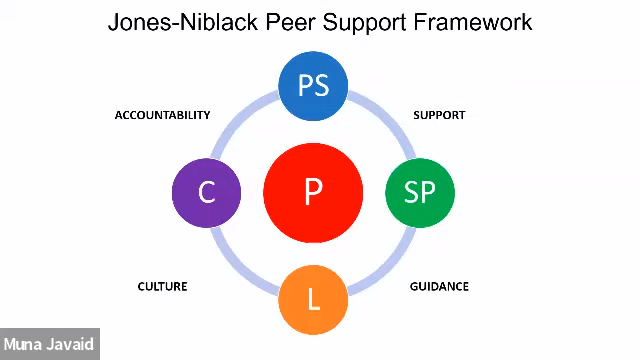 Jones-Niblack Peer Support Framework
PS
ACCOUNTABILITY
SUPPORT
C
P
SP
CULTURE
GUIDANCE
L
Muna Javaid